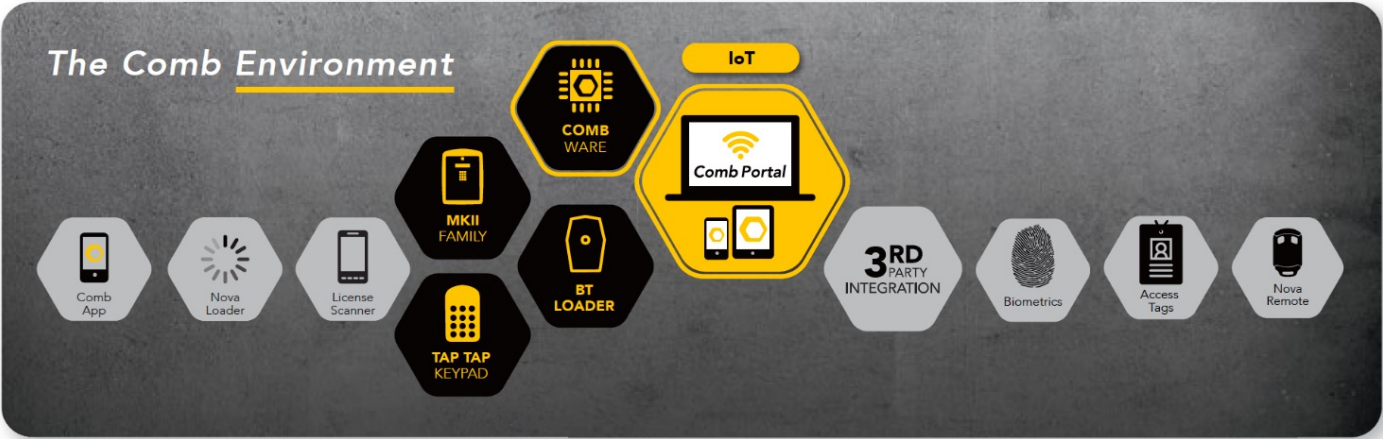 The Comb Environment
IoT
COMB
WARE
Comb Portal
MKII
FAMILY
BT
LOADER
TAP TAP
KEYPAD
Comb
App
Nova
Loader
License
Scanner
3RD
PARTY
INTEGRATION
Biometrics
Access
Tags
Nova
Remote